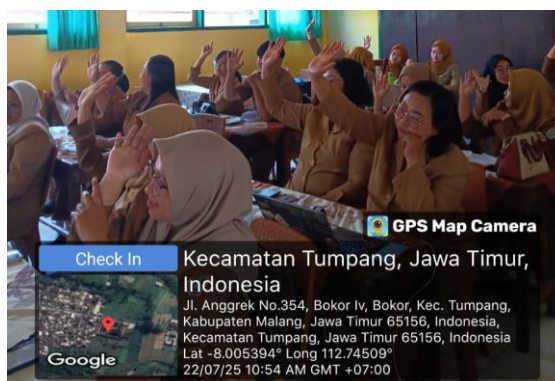 GPS Map Camera
Check In
Kecamatan Tumpang, Jawa Timur,
Indonesia
Jl. Anggrek No.354, Bokor Iv, Bokor, Kec. Tumpang,
Kabupaten Malang, Jawa Timur 65156, Indonesia,
Kecamatan Tumpang, Jawa Timur 65156, Indonesia
Lat -8.005394° Long 112.74509°
22/07/25 10:54 AM GMT +07:00
Google